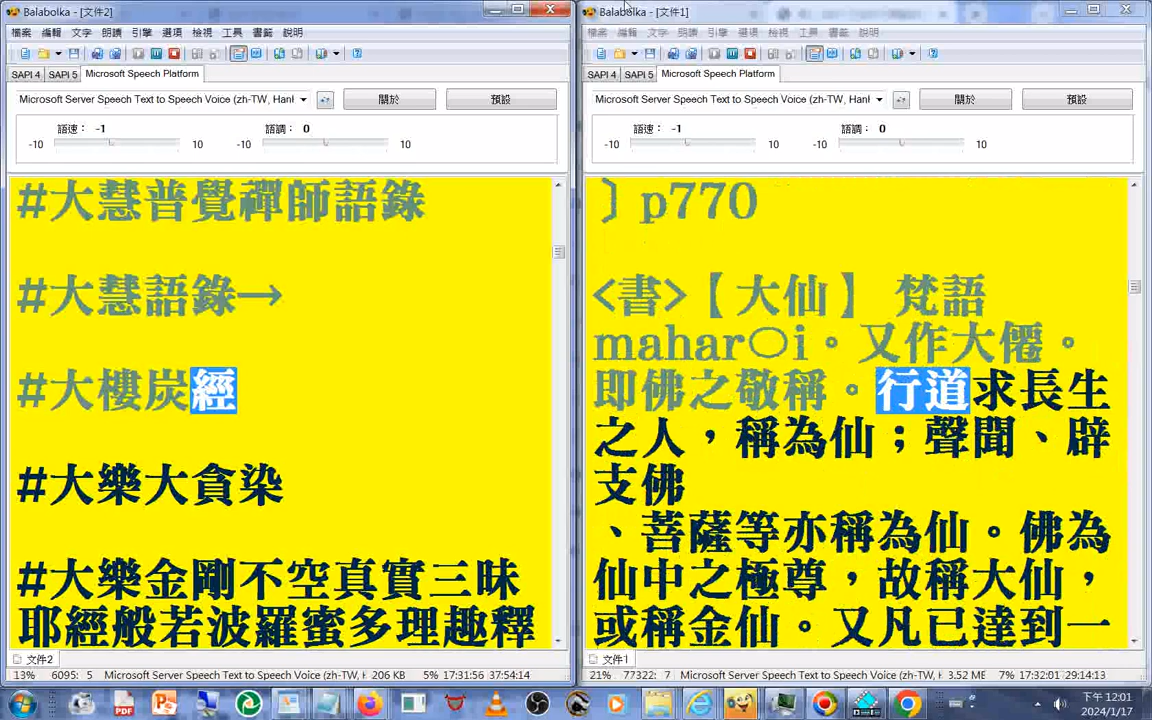 Balabolka - [文件2]
檔案 編輯 文字 朗讀 引擎 選項 檢視 工具 書籤 說明
SAPI 4 SAPI 5 Microsoft Speech Platform
Microsoft Server Speech Text to Speech Voice (zh-TW, Hanl
關於 預設
語速： -1 語調： 0
-10 10 -10 10
#大慧普覺禪師語錄
#大慧語錄→
#大樓炭經
#大樂大貪染
#大樂金剛不空真實三昧
耶經般若波羅蜜多理趣釋
文件2
13% 6095: 5 Microsoft Server Speech Text to Speech Voice (zh-TW, H 206 KB 5% 17:31:56 37:54:14
Balabolka - [文件1]
檔案 編輯 文字 朗讀 引擎 選項 檢視 工具 書籤 說明
SAPI 4 SAPI 5 Microsoft Speech Platform
Microsoft Server Speech Text to Speech Voice (zh-TW, Hanl
關於 預設
語速： -1 語調： 0
-10 10 -10 10
〕p770
<書>【大仙】 梵語
mahar○i。又作大僊。
即佛之敬稱。行道求長生
之人，稱為仙；聲聞、辟
支佛
、菩薩等亦稱為仙。佛為
仙中之極尊，故稱大仙，
或稱金仙。又凡已達到一
文件1
21% 77322: 7 Microsoft Server Speech Text to Speech Voice (zh-TW, H 3.52 ME 7% 17:32:01 29:14:13
下午 12:01
2024/1/17